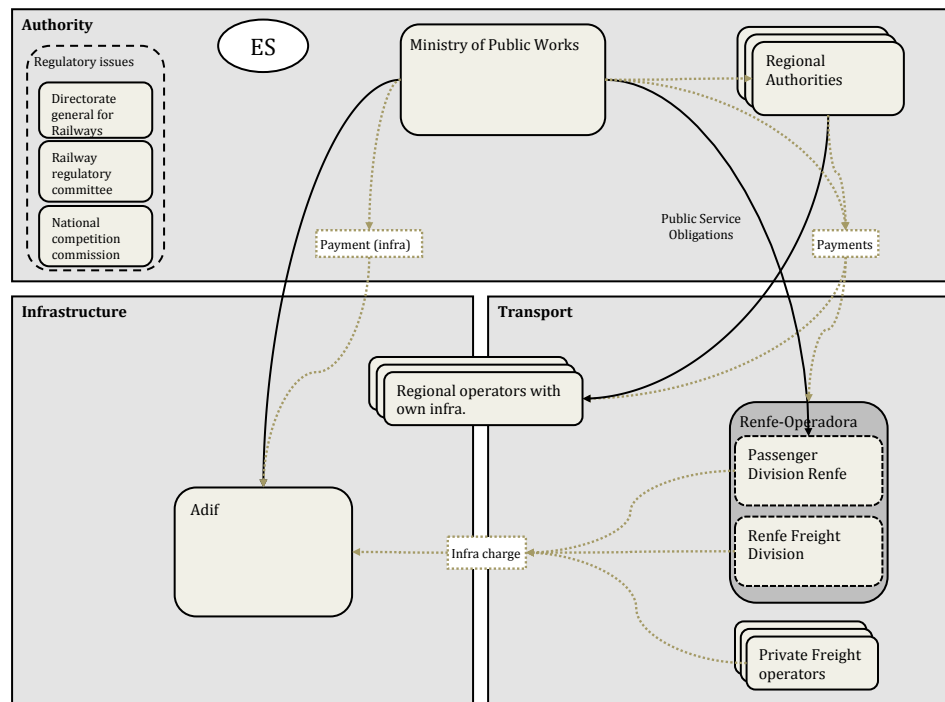 Authority
ES
Ministry of Public Works
Regional
Authorities
Regulatory issues
Directorate
general for
Railways
Railway
regulatory
committee
National
competition
commission
Payment (infra)
Public Service
Obligations
Payments
Infrastructure
Transport
Regional operators with
own infra.
Renfe-Operadora
Passenger
Division Renfe
Adif
Infra charge
Renfe Freight
Division
Private Freight
operators